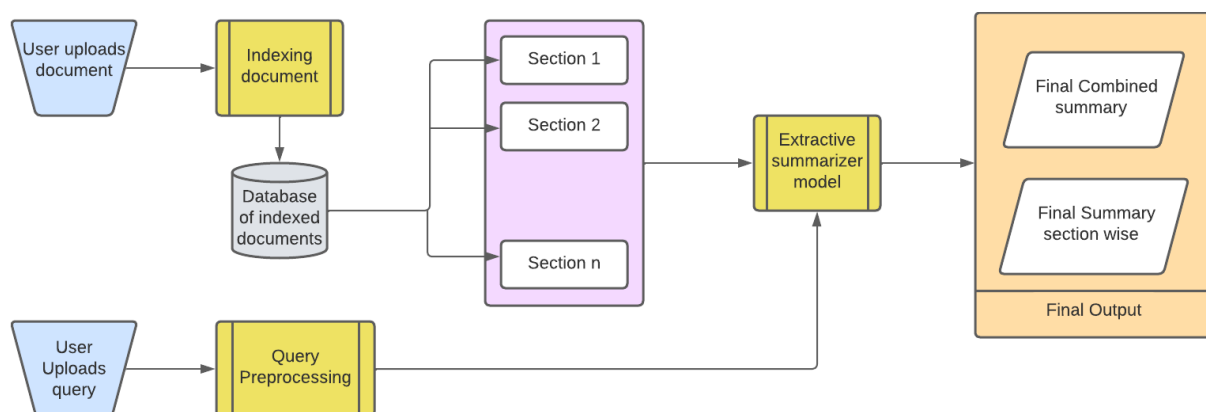 User uploads
document
Indexing
document
Database
of indexed
documents
Section 1
Section 2
Section n
Extractive
summarizer
model
Final Combined
summary
Final Summary
section wise
Final Output
User
Uploads
query
Query
Preprocessing